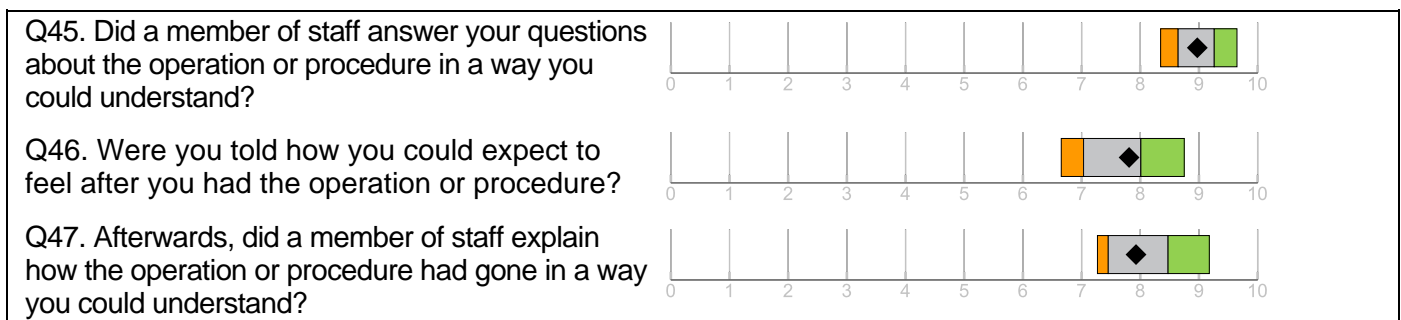 Q45. Did a member of staff answer your questions
about the operation or procedure in a way you
could understand?
0 1 2 3 4 5 6 7 8 9 10
Q46. Were you told how you could expect to
feel after you had the operation or procedure?
0 1 2 3 4 5 6 7 8 9 10
Q47. Afterwards, did a member of staff explain
how the operation or procedure had gone in a way
you could understand?
0 1 2 3 4 5 6 7 8 9 10